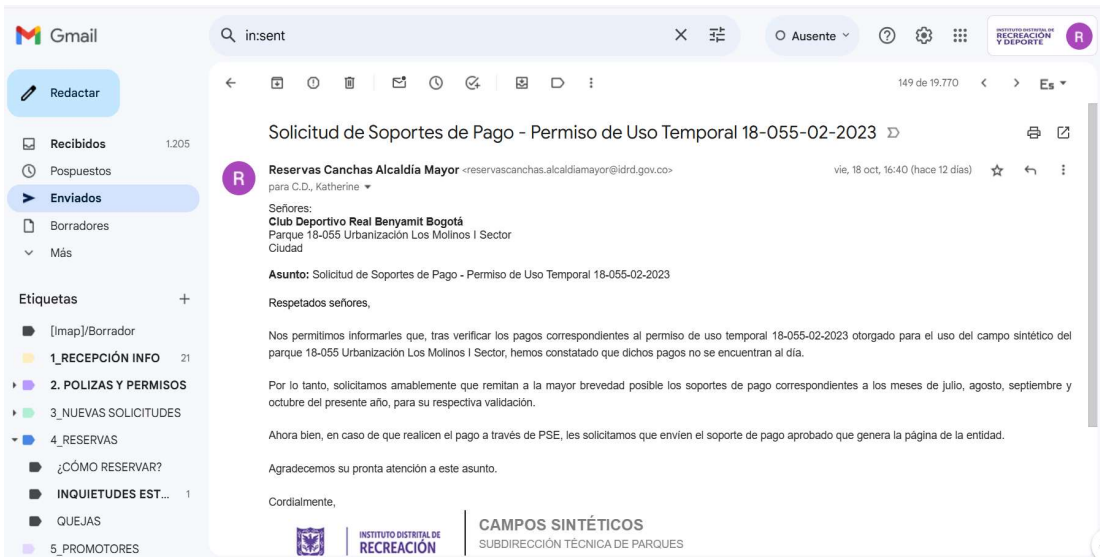 Gmail
in:sent
Ausente
INSTITUTO DISTRITAL DE
RECREACIÓN
Y DEPORTE
R
Redactar
149 de 19.770
Es
Recibidos 1.205
Pospuestos
Enviados
Borradores
Más
Etiquetas
[Imap]/Borrador
1_RECEPCIÓN INFO 21
2. POLIZAS Y PERMISOS
3_NUEVAS SOLICITUDES
4_RESERVAS
¿CÓMO RESERVAR?
INQUIETUDES EST... 1
QUEJAS
5_PROMOTORES
Solicitud de Soportes de Pago - Permiso de Uso Temporal 18-055-02-2023
R
Reservas Canchas Alcaldía Mayor <reservascanchas.alcaldiamayor@idrd.gov.co>
vie, 18 oct, 16:40 (hace 12 días)
para C.D., Katherine
Señores:
Club Deportivo Real Benyamit Bogotá
Parque 18-055 Urbanización Los Molinos I Sector
Ciudad
Asunto: Solicitud de Soportes de Pago - Permiso de Uso Temporal 18-055-02-2023
Respetados señores,
Nos permitimos informarles que, tras verificar los pagos correspondientes al permiso de uso temporal 18-055-02-2023 otorgado para el uso del campo sintético del
parque 18-055 Urbanización Los Molinos I Sector, hemos constatado que dichos pagos no se encuentran al día.
Por lo tanto, solicitamos amablemente que remitan a la mayor brevedad posible los soportes de pago correspondientes a los meses de julio, agosto, septiembre y
octubre del presente año, para su respectiva validación.
Ahora bien, en caso de que realicen el pago a través de PSE, les solicitamos que envíen el soporte de pago aprobado que genera la página de la entidad.
Agradecemos su pronta atención a este asunto.
Cordialmente,
INSTITUTO DISTRITAL DE
RECREACIÓN
CAMPOS SINTÉTICOS
SUBDIRECCIÓN TÉCNICA DE PARQUES